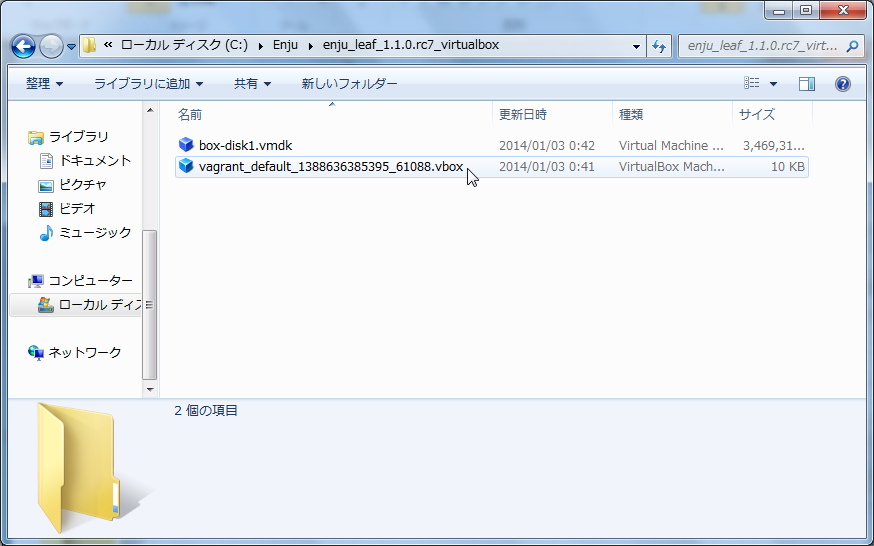 « ローカル ディスク (C:) Enju enju_leaf_1.1.0.rc7_virtualbox
enju_leaf_1.1.0.rc7_virt...
整理 ライブラリに追加 共有 新しいフォルダー
名前 更新日時 種類 サイズ
box-disk1.vmdk 2014/01/03 0:42 Virtual Machine ... 3,469,31...
vagrant_default_1388636385395_61088.vbox 2014/01/03 0:41 VirtualBox Mach... 10 KB
ライブラリ
ドキュメント
ピクチャ
ビデオ
ミュージック
コンピューター
ローカル ディス
ネットワーク
2 個の項目